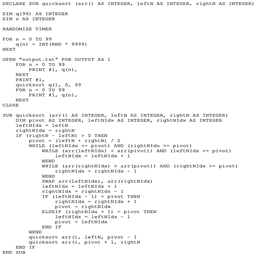 DECLARE SUB quicksort (arr() AS INTEGER, leftN AS INTEGER, rightN AS INTEGER)
DIM q(99) AS INTEGER
DIM n AS INTEGER
RANDOMIZE TIMER
FOR n = 0 TO 99
q(n) = INT(RND * 9999)
NEXT
OPEN "output.txt" FOR OUTPUT AS 1
FOR n = 0 TO 99
PRINT #1, q(n),
NEXT
PRINT #1,
quicksort q(), 0, 99
FOR n = 0 TO 99
PRINT #1, q(n),
NEXT
CLOSE
SUB quicksort (arr() AS INTEGER, leftN AS INTEGER, rightN AS INTEGER)
DIM pivot AS INTEGER, leftNIdx AS INTEGER, rightNIdx AS INTEGER
leftNIdx = leftN
rightNIdx = rightN
IF (rightN - leftN) > 0 THEN
pivot = (leftN + rightN) / 2
WHILE (leftNIdx <= pivot) AND (rightNIdx >= pivot)
WHILE (arr(leftNIdx) < arr(pivot)) AND (leftNIdx <= pivot)
leftNIdx = leftNIdx + 1
WEND
WHILE (arr(rightNIdx) > arr(pivot)) AND (rightNIdx >= pivot)
rightNIdx = rightNIdx - 1
WEND
SWAP arr(leftNIdx), arr(rightNIdx)
leftNIdx = leftNIdx + 1
rightNIdx = rightNIdx - 1
IF (leftNIdx - 1) = pivot THEN
rightNIdx = rightNIdx + 1
pivot = rightNIdx
ELSEIF (rightNIdx + 1) = pivot THEN
leftNIdx = leftNIdx - 1
pivot = leftNIdx
END IF
WEND
quicksort arr(), leftN, pivot - 1
quicksort arr(), pivot + 1, rightN
END IF
END SUB